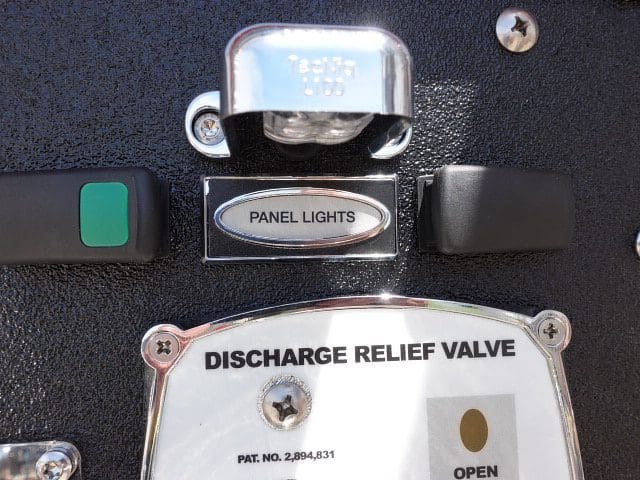 PANEL LIGHTS
DISCHARGE RELIEF VALVE
PAT. NO. 2,894,831
OPEN